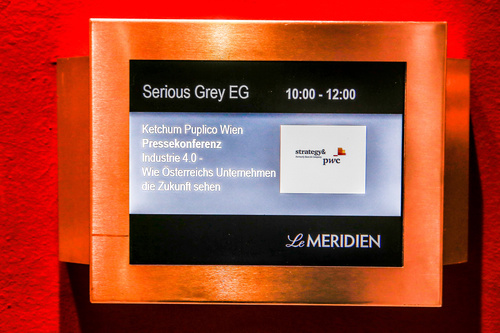 Serious Grey EG
10:00 - 12:00
Ketchum Puplico Wien
Pressekonferenz
Industrie 4.0 -
Wie Österreichs Unternehmen
die Zukunft sehen
strategy&
pwc
Le MERIDIEN